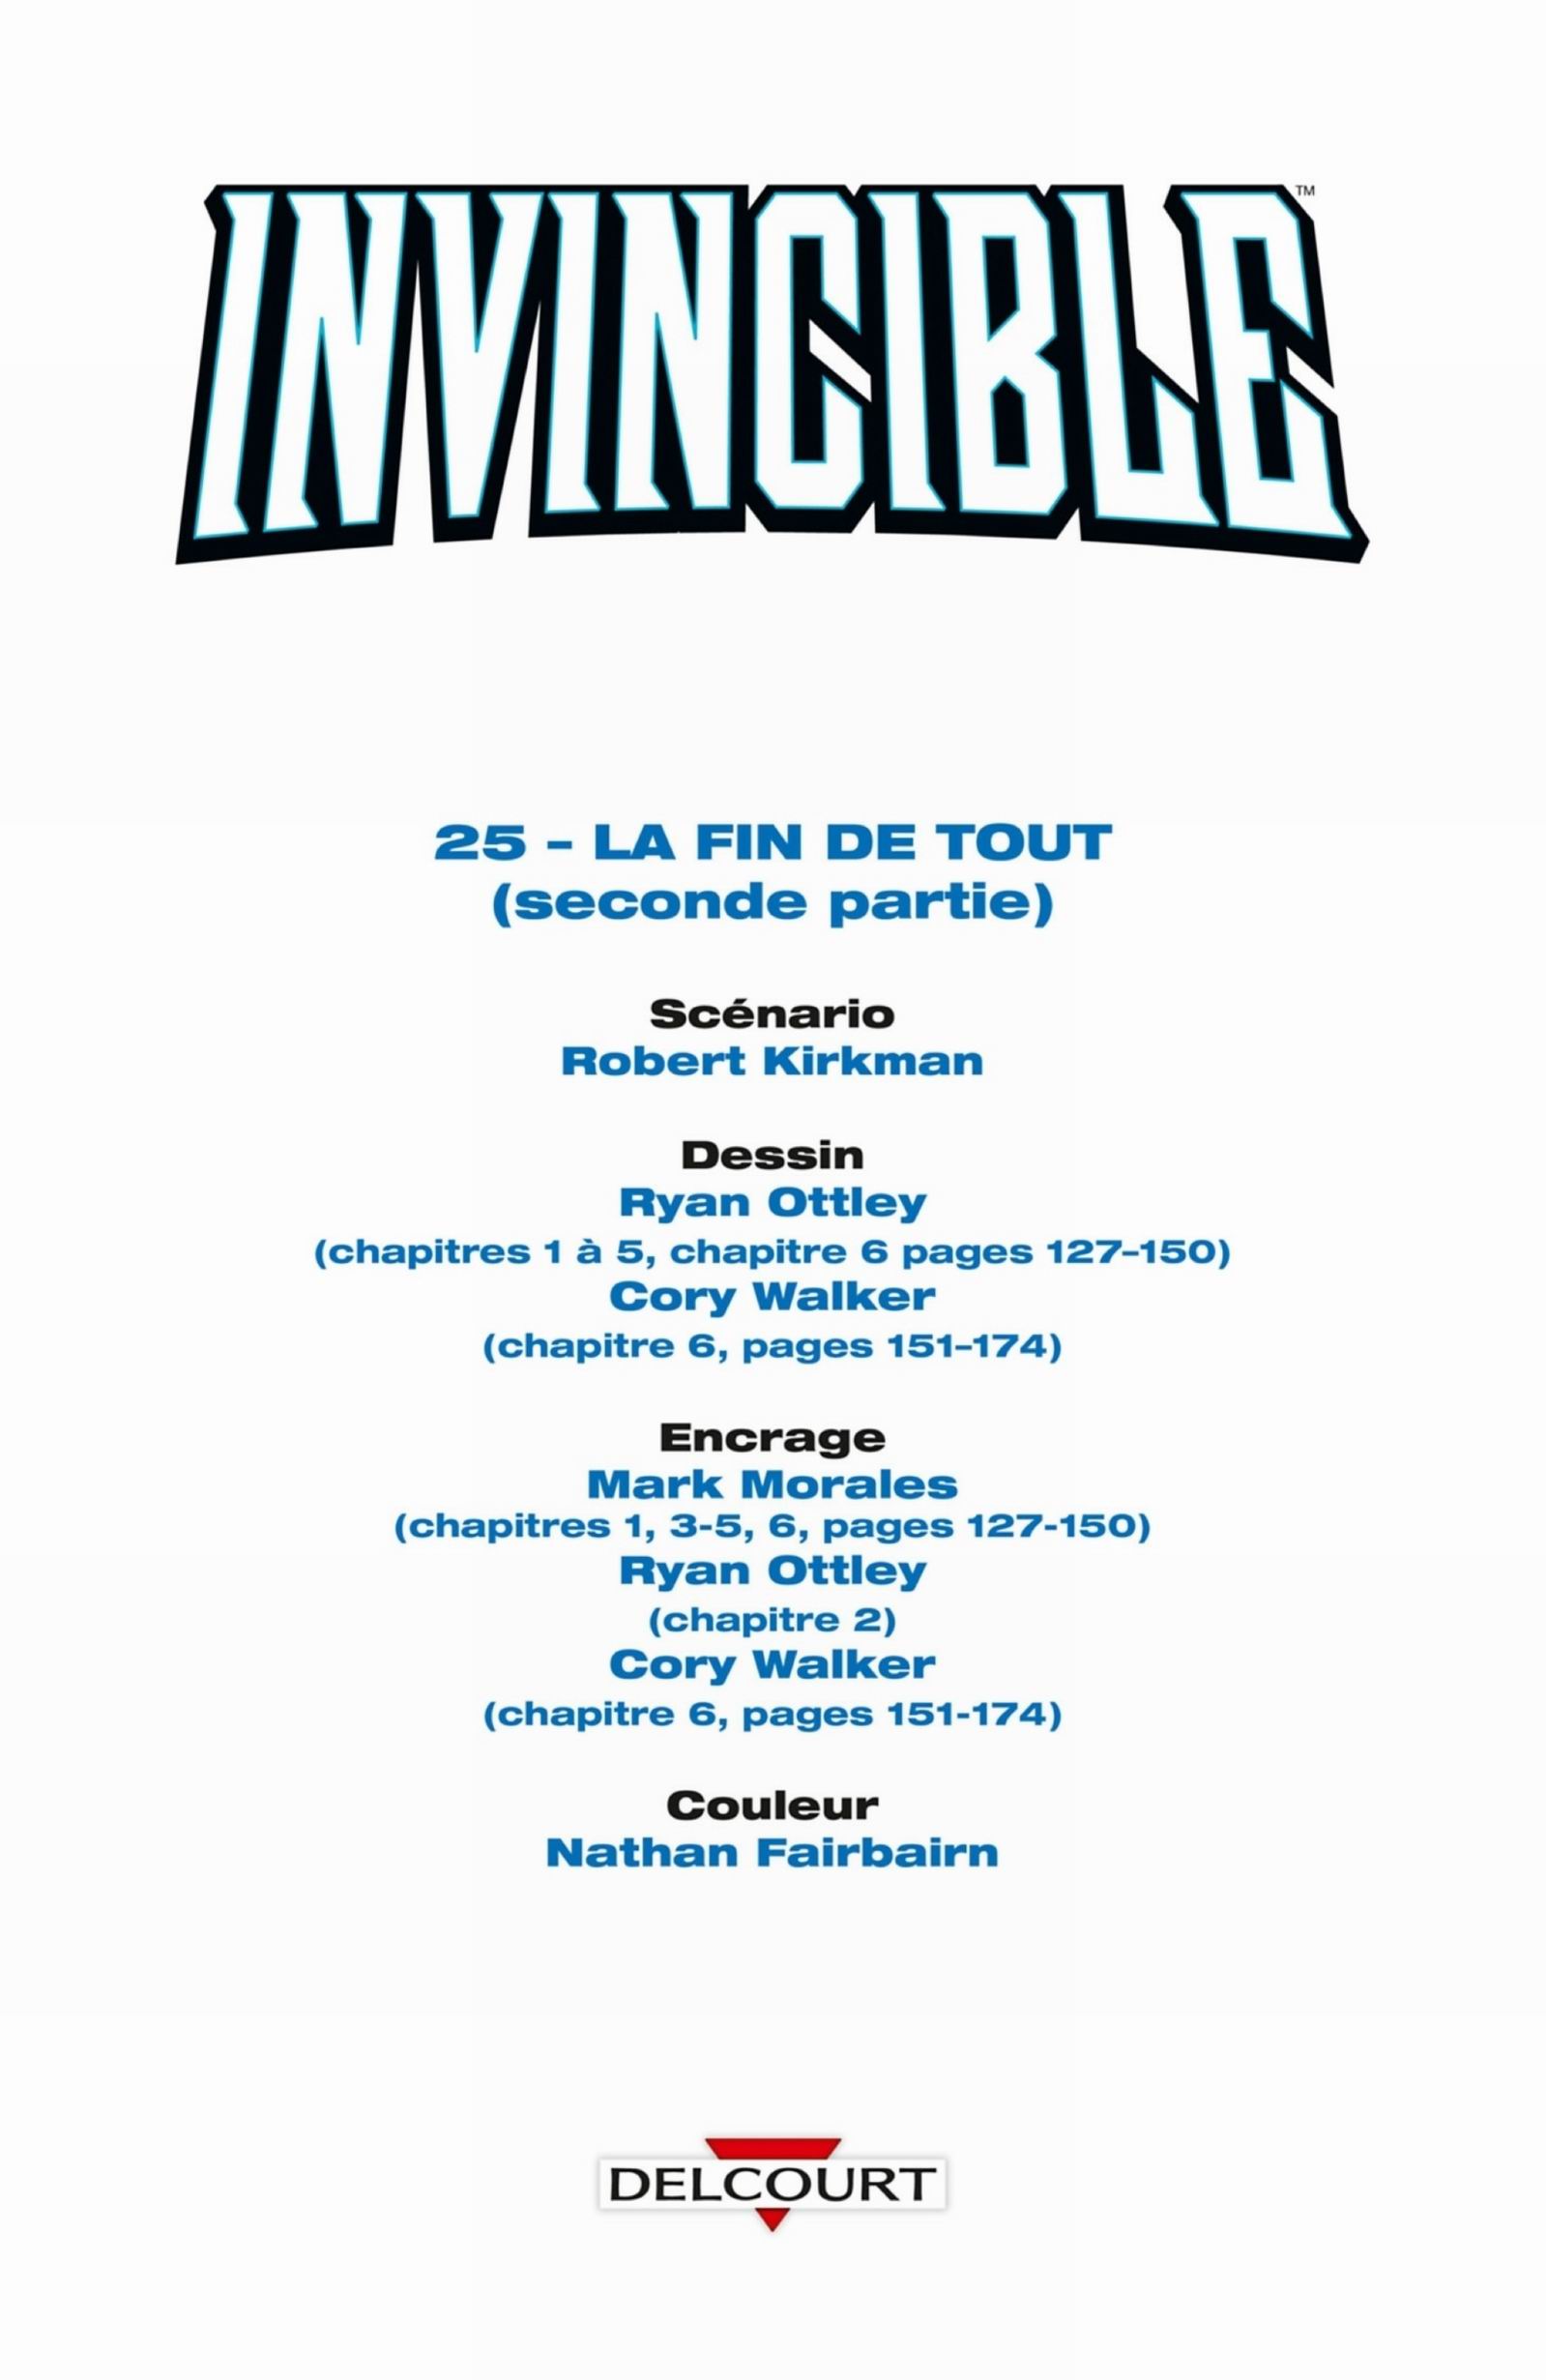 INVINCIBLE™
25 - LA FIN DE TOUT
(seconde partie)
Scénario
Robert Kirkman
Dessin
Ryan Ottley
(chapitres 1 à 5, chapitre 6 pages 127–150)
Cory Walker
(chapitre 6, pages 151–174)
Encrage
Mark Morales
(chapitres 1, 3-5, 6, pages 127-150)
Ryan Ottley
(chapitre 2)
Cory Walker
(chapitre 6, pages 151-174)
Couleur
Nathan Fairbairn
DELCOURT